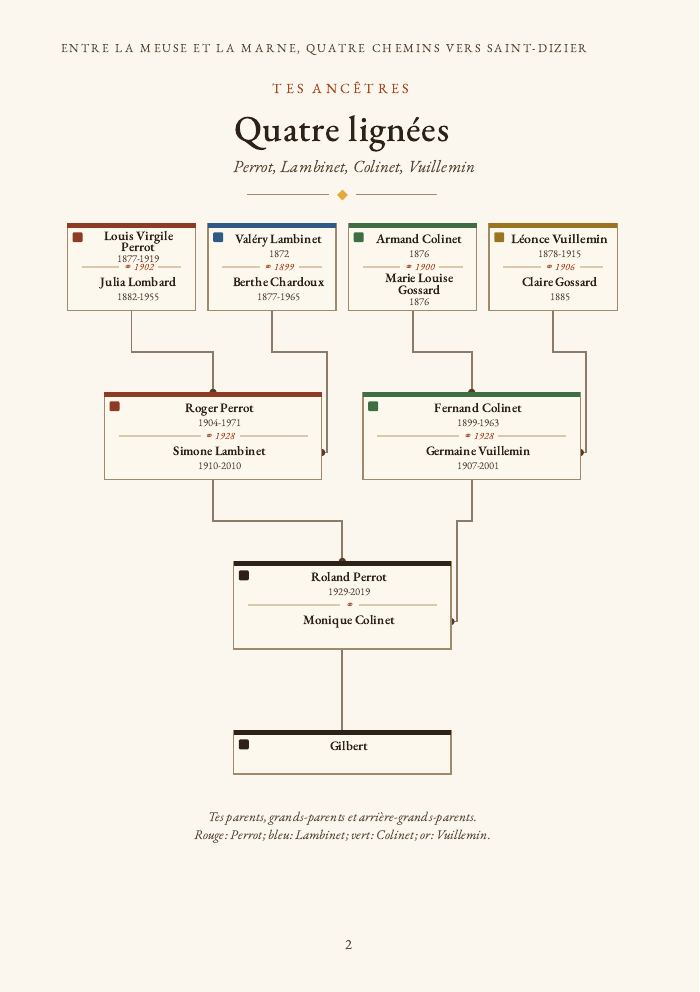 ENTRE LA MEUSE ET LA MARNE, QUATRE CHEMINS VERS SAINT-DIZIER
TES ANCÊTRES
Quatre lignées
Perrot, Lambinet, Colinet, Vuillemin
Louis Virgile
Perrot
1877-1919
⚭ 1902
Julia Lombard
1882-1955
Valéry Lambinet
1872
⚭ 1899
Berthe Chardoux
1877-1965
Armand Colinet
1876
⚭ 1900
Marie Louise
Gossard
1876
Léonce Vuillemin
1878-1915
⚭ 1906
Claire Gossard
1885
Roger Perrot
1904-1971
⚭ 1928
Simone Lambinet
1910-2010
Fernand Colinet
1899-1963
⚭ 1928
Germaine Vuillemin
1907-2001
Roland Perrot
1929-2019
⚭
Monique Colinet
Gilbert
Tes parents, grands-parents et arrière-grands-parents.
Rouge: Perrot; bleu: Lambinet; vert: Colinet; or: Vuillemin.
2